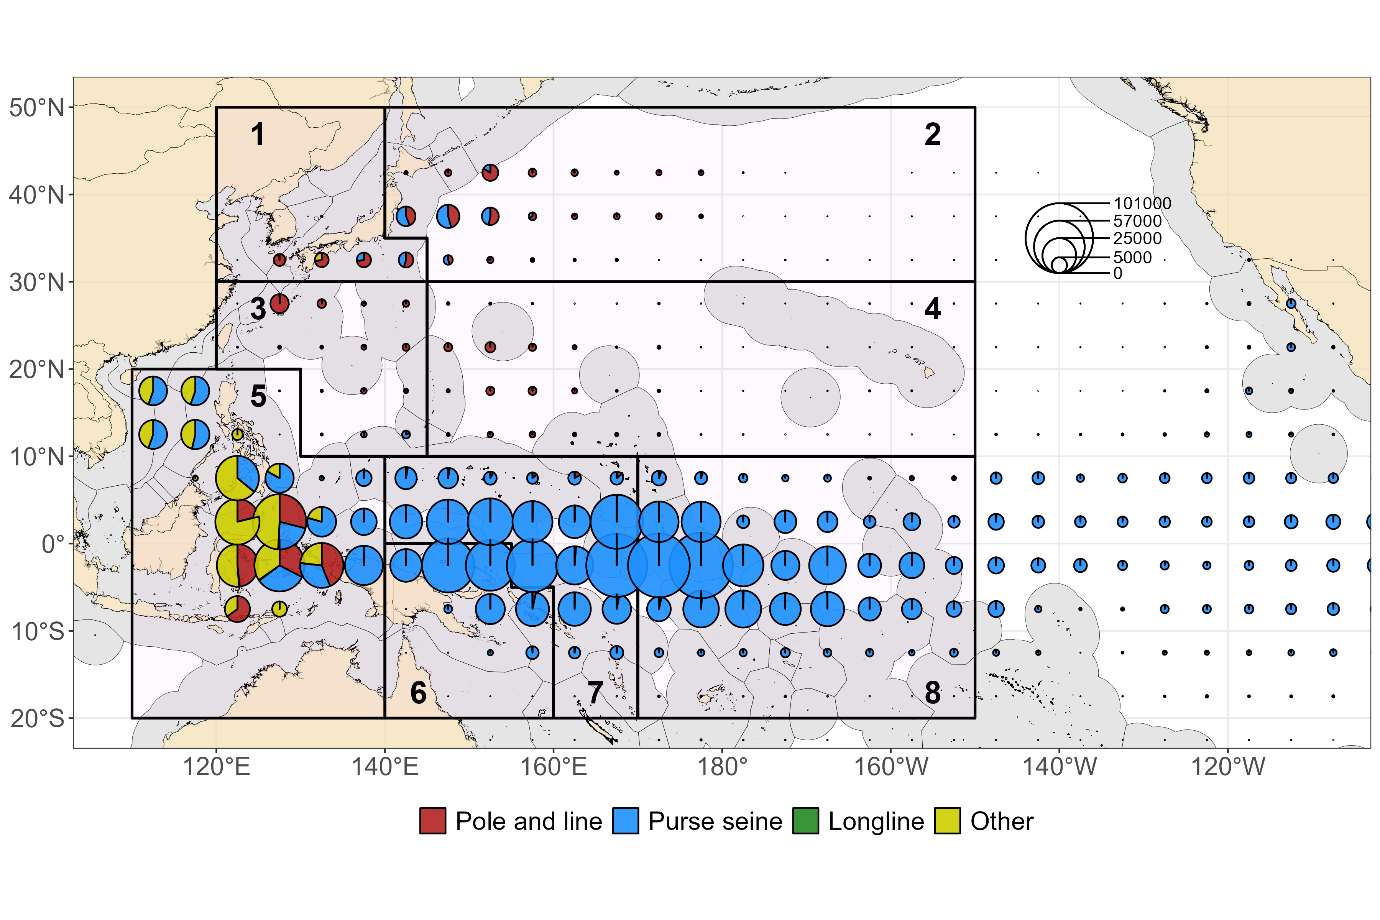 50°N
40°N
30°N
20°N
10°N
0°
10°S
20°S
1
2
3
4
5
6
7
8
101000
57000
25000
5000
0
120°E
140°E
160°E
180°
160°W
140°W
120°W
Pole and line
Purse seine
Longline
Other